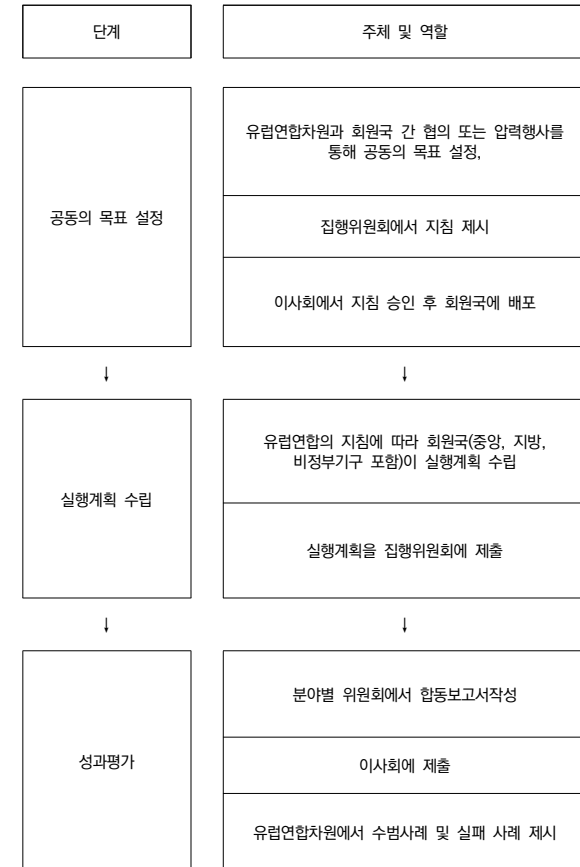 단계
주체 및 역할
공동의 목표 설정
유럽연합차원과 회원국 간 협의 또는 압력행사를
통해 공동의 목표 설정,
집행위원회에서 지침 제시
이사회에서 지침 승인 후 회원국에 배포
↓
↓
실행계획 수립
유럽연합의 지침에 따라 회원국(중앙, 지방,
비정부기구 포함)이 실행계획 수립
실행계획을 집행위원회에 제출
↓
↓
성과평가
분야별 위원회에서 합동보고서작성
이사회에 제출
유럽연합차원에서 수범사례 및 실패 사례 제시